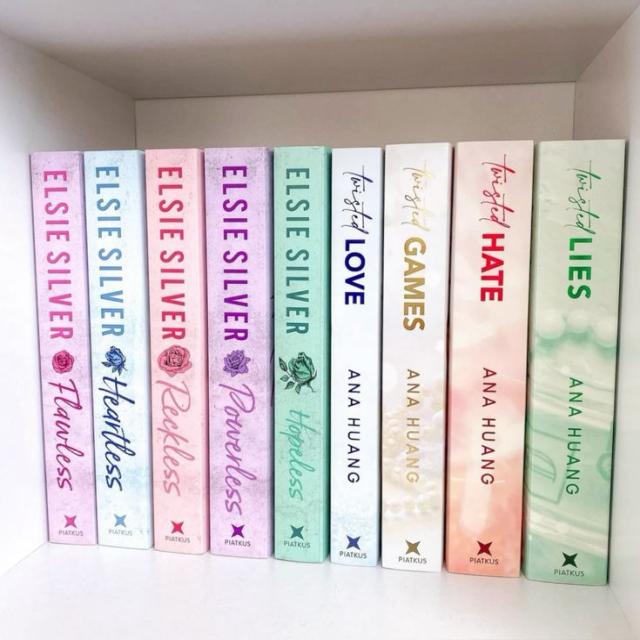 ELSIE SILVER Flawless
PIATKUS
ELSIE SILVER Heartless
PIATKUS
ELSIE SILVER Reckless
PIATKUS
ELSIE SILVER Powerless
PIATKUS
ELSIE SILVER Hopeless
PIATKUS
twisted LOVE ANA HUANG
PIATKUS
twisted GAMES ANA HUANG
PIATKUS
twisted HATE ANA HUANG
PIATKUS
twisted LIES ANA HUANG
PIATKUS